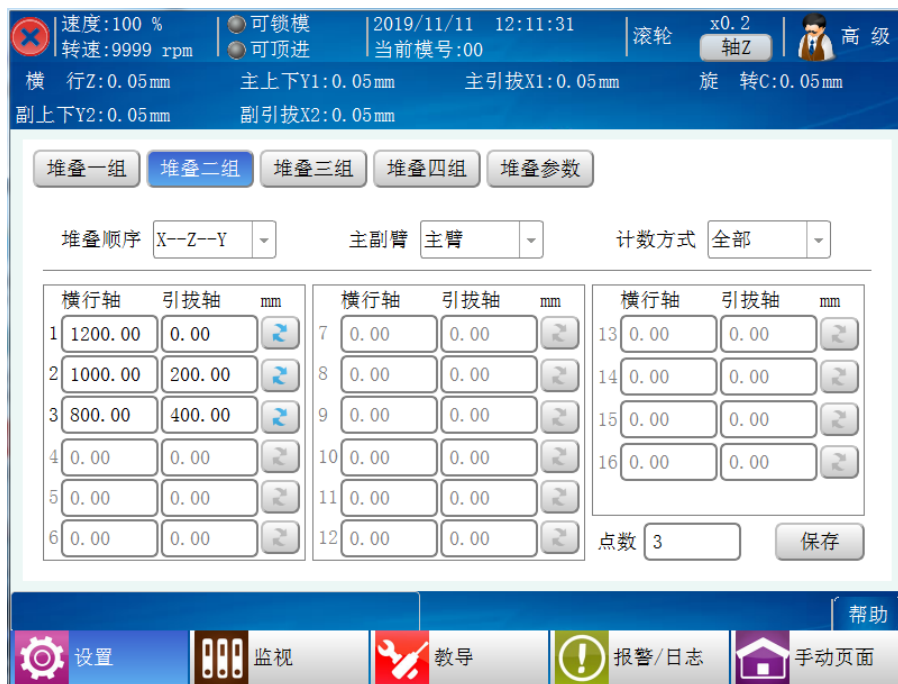 速度:100 % 可锁模 2019/11/11 12:11:31 滚轮 x0.2 高 级
转速:9999 rpm 可顶进 当前模号:00 轴Z
横 行Z:0.05mm 主上下Y1:0.05mm 主引拔X1:0.05mm 旋 转C:0.05mm
副上下Y2:0.05mm 副引拔X2:0.05mm
堆叠一组 堆叠二组 堆叠三组 堆叠四组 堆叠参数
堆叠顺序 X--Z--Y 主副臂 主臂 计数方式 全部
横行轴 引拔轴 mm 横行轴 引拔轴 mm 横行轴 引拔轴 mm
1 1200.00 0.00 7 0.00 0.00 13 0.00 0.00
2 1000.00 200.00 8 0.00 0.00 14 0.00 0.00
3 800.00 400.00 9 0.00 0.00 15 0.00 0.00
4 0.00 0.00 10 0.00 0.00 16 0.00 0.00
5 0.00 0.00 11 0.00 0.00
6 0.00 0.00 12 0.00 0.00 点数 3 保存
帮助
设置 监视 教导 报警/日志 手动页面